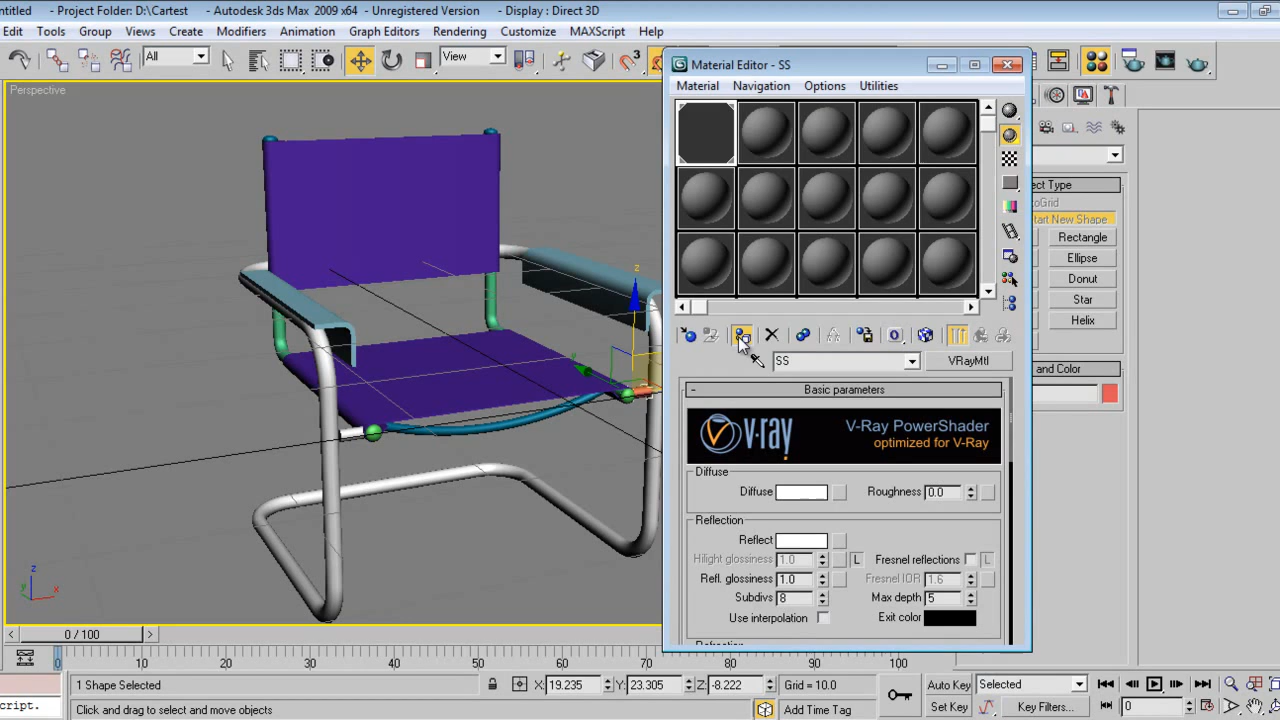 ntitled - Project Folder: D:\Cartest - Autodesk 3ds Max 2009 x64 - Unregistered Version - Display : Direct 3D
Edit Tools Group Views Create Modifiers Animation Graph Editors Rendering Customize MAXScript Help
All View 3
Perspective
Material Editor - SS
Material Navigation Options Utilities
ect Type
toGrid
tart New Shape
Rectangle
Ellipse
Donut
Star
Helix
and Color
SS VRayMtl
- Basic parameters
v-ray V-Ray PowerShader
optimized for V-Ray
Diffuse
Diffuse Roughness 0.0
Reflection
Reflect
Hilight glossiness 1.0 L Fresnel reflections L
Refl. glossiness 1.0 Fresnel IOR 1.6
Subdivs 8 Max depth 5
Use interpolation Exit color
z
y
z
y x
< 0 / 100 >
0 10 20 30 40 50 60 70 80 90 100
1 Shape Selected X: 19.235 Y: 23.305 Z: -8.222 Grid = 10.0 Auto Key Selected
script. Click and drag to select and move objects Add Time Tag Set Key Key Filters... 0